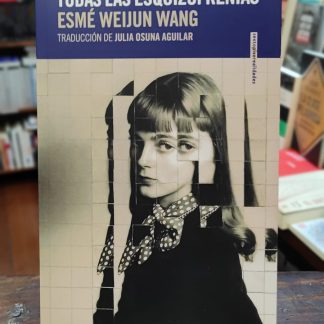 TODAS LAS ESQUIZOFRENIAS
ESMÉ WEIJUN WANG
TRADUCCIÓN DE JULIA OSUNA AGUILAR